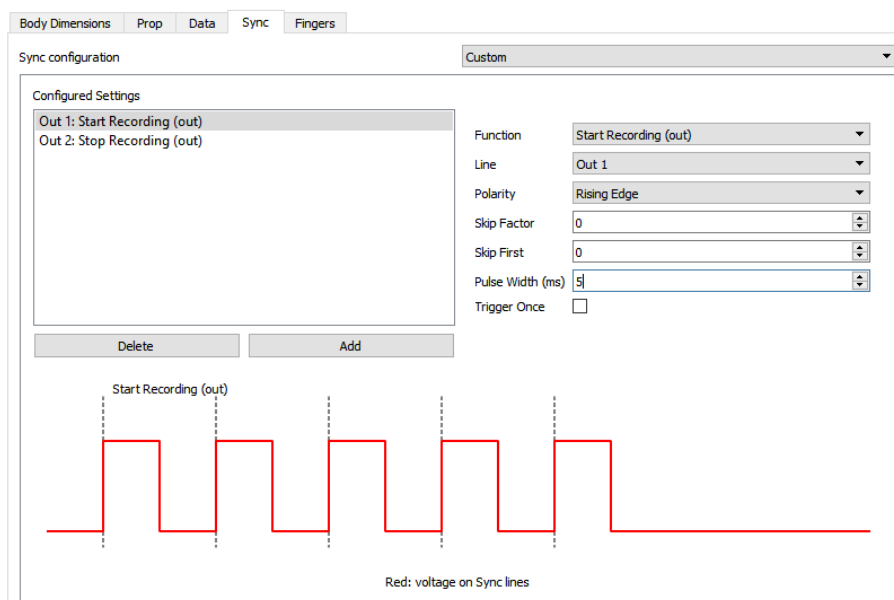 Body Dimensions Prop Data Sync Fingers
Sync configuration Custom
Configured Settings
Out 1: Start Recording (out)
Out 2: Stop Recording (out)
Function Start Recording (out)
Line Out 1
Polarity Rising Edge
Skip Factor 0
Skip First 0
Pulse Width (ms) 5
Trigger Once
Delete Add
Start Recording (out)
Red: voltage on Sync lines